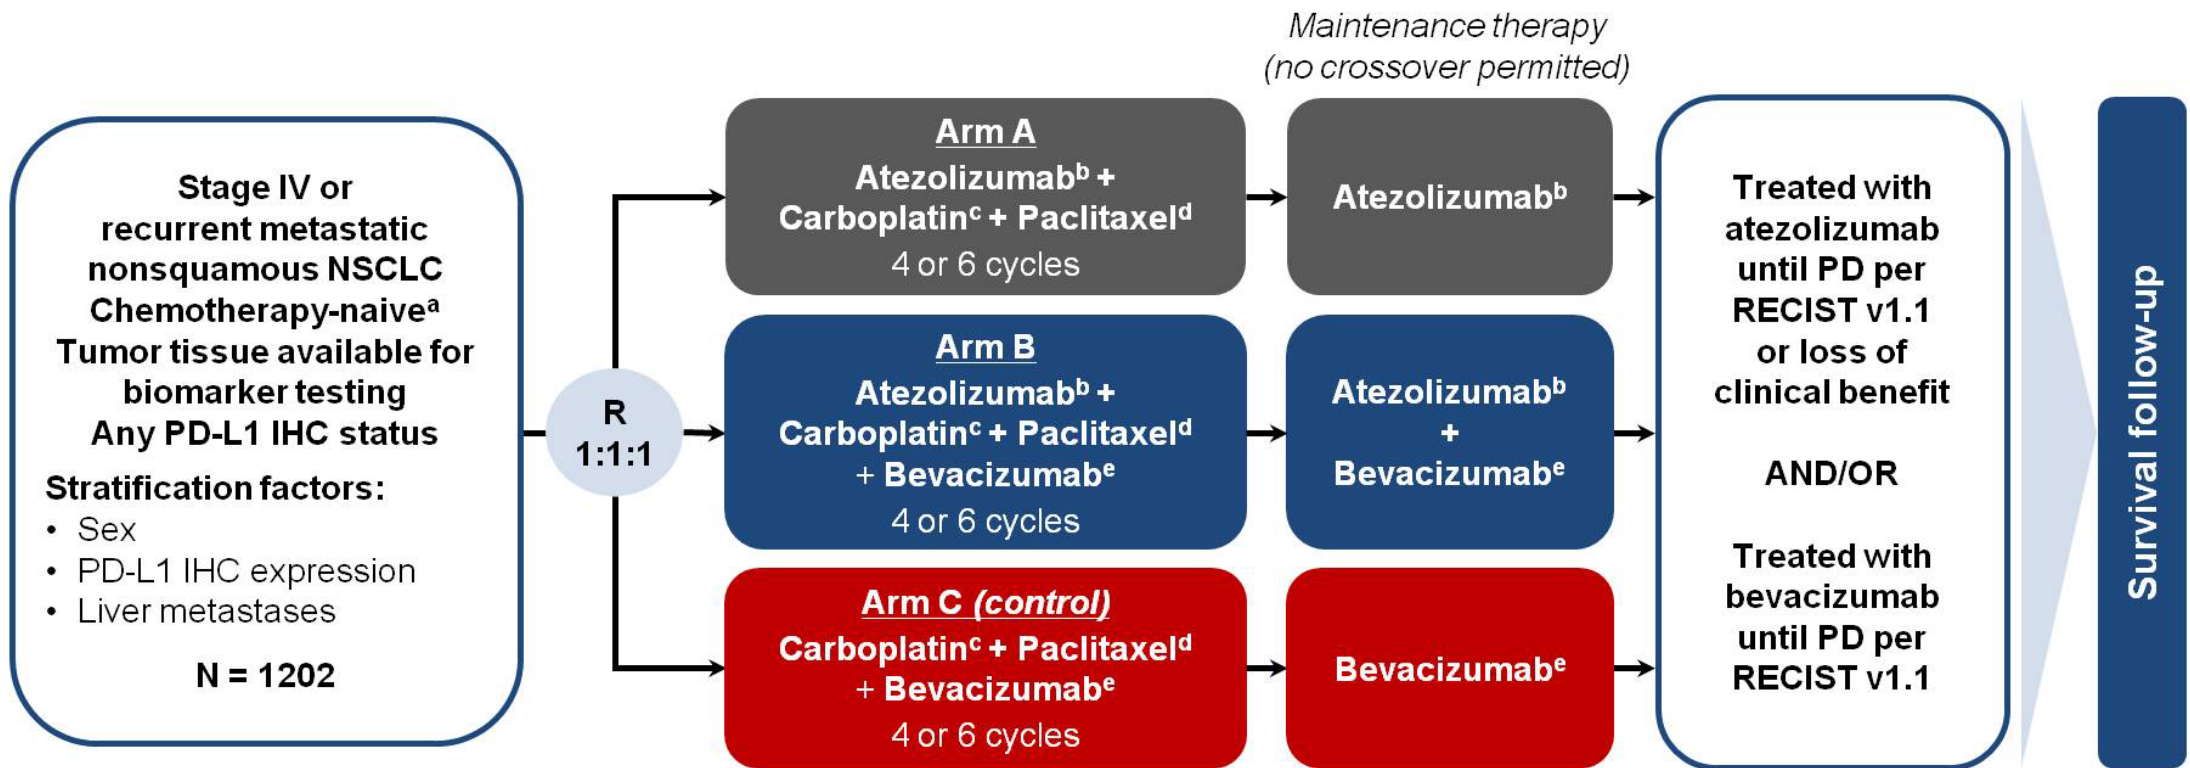 Maintenance therapy
(no crossover permitted)
Stage IV or
recurrent metastatic
nonsquamous NSCLC
Chemotherapy-naiveᵃ
Tumor tissue available for
biomarker testing
Any PD-L1 IHC status
Stratification factors:
• Sex
• PD-L1 IHC expression
• Liver metastases
N = 1202
R
1:1:1
Arm A
Atezolizumabᵇ +
Carboplatinᶜ + Paclitaxelᵈ
4 or 6 cycles
Atezolizumabᵇ
Arm B
Atezolizumabᵇ +
Carboplatinᶜ + Paclitaxelᵈ
+ Bevacizumabᵉ
4 or 6 cycles
Atezolizumabᵇ
+
Bevacizumabᵉ
Arm C (control)
Carboplatinᶜ + Paclitaxelᵈ
+ Bevacizumabᵉ
4 or 6 cycles
Bevacizumabᵉ
Treated with
atezolizumab
until PD per
RECIST v1.1
or loss of
clinical benefit
AND/OR
Treated with
bevacizumab
until PD per
RECIST v1.1
Survival follow-up